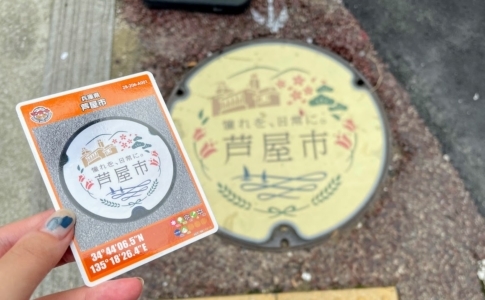 兵庫県
芦屋市
憧れを、日常に。
芦屋市
34°44'06.5"N
135°18'26.4"E
憧れを、日常に。
芦屋市